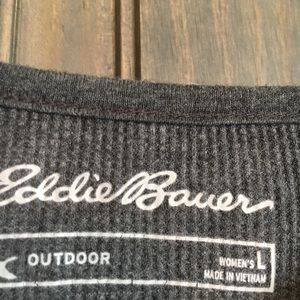 Eddie Bauer
OUTDOOR
WOMEN'S L
MADE IN VIETNAM